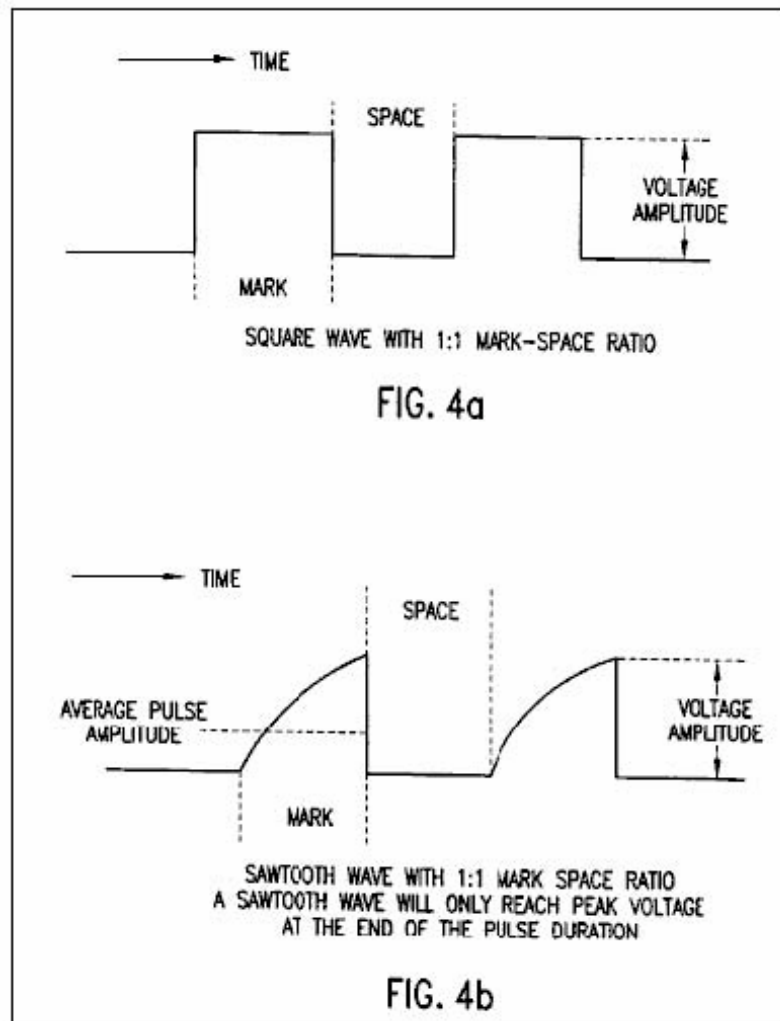 TIME
SPACE
VOLTAGE
AMPLITUDE
MARK
SQUARE WAVE WITH 1:1 MARK-SPACE RATIO
FIG. 4a
TIME
SPACE
AVERAGE PULSE
AMPLITUDE
VOLTAGE
AMPLITUDE
MARK
SAWTOOTH WAVE WITH 1:1 MARK SPACE RATIO
A SAWTOOTH WAVE WILL ONLY REACH PEAK VOLTAGE
AT THE END OF THE PULSE DURATION
FIG. 4b